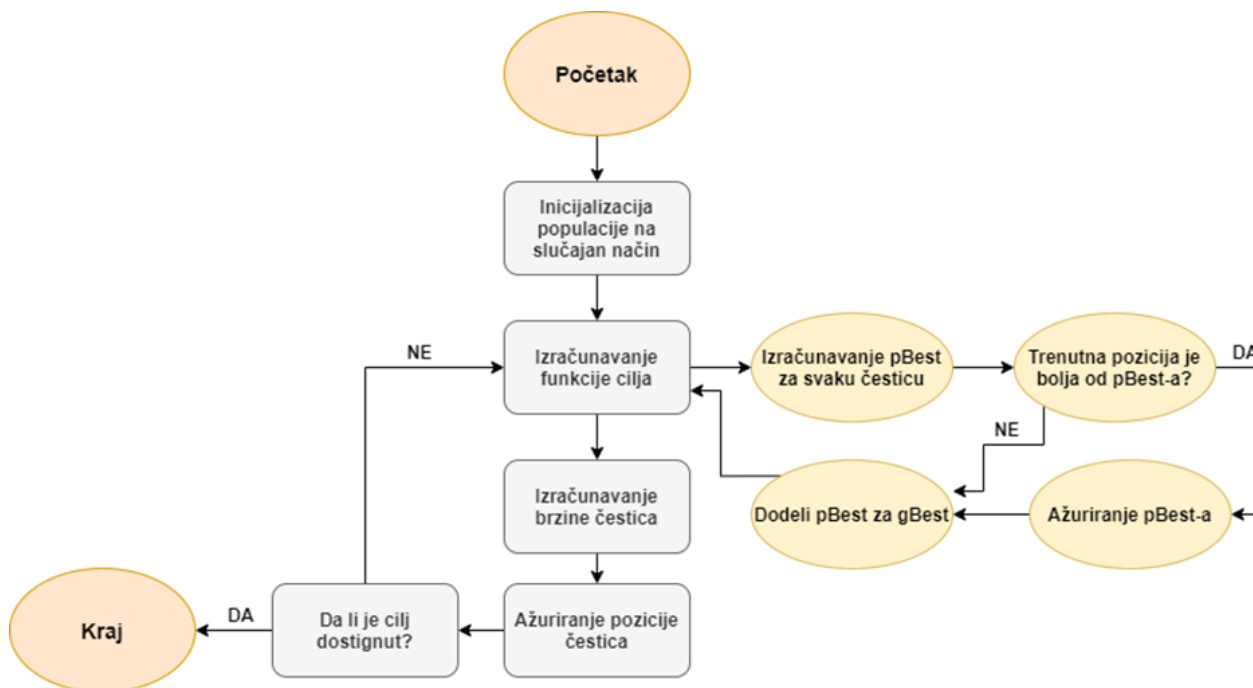 Početak
Inicijalizacija
populacije na
slučajan način
NE
Izračunavanje
funkcije cilja
Izračunavanje pBest
za svaku česticu
Trenutna pozicija je
bolja od pBest-a?
DA
NE
Izračunavanje
brzine čestica
Dodeli pBest za gBest
Ažuriranje pBest-a
Kraj
DA
Da li je cilj
dostignut?
Ažuriranje pozicije
čestica